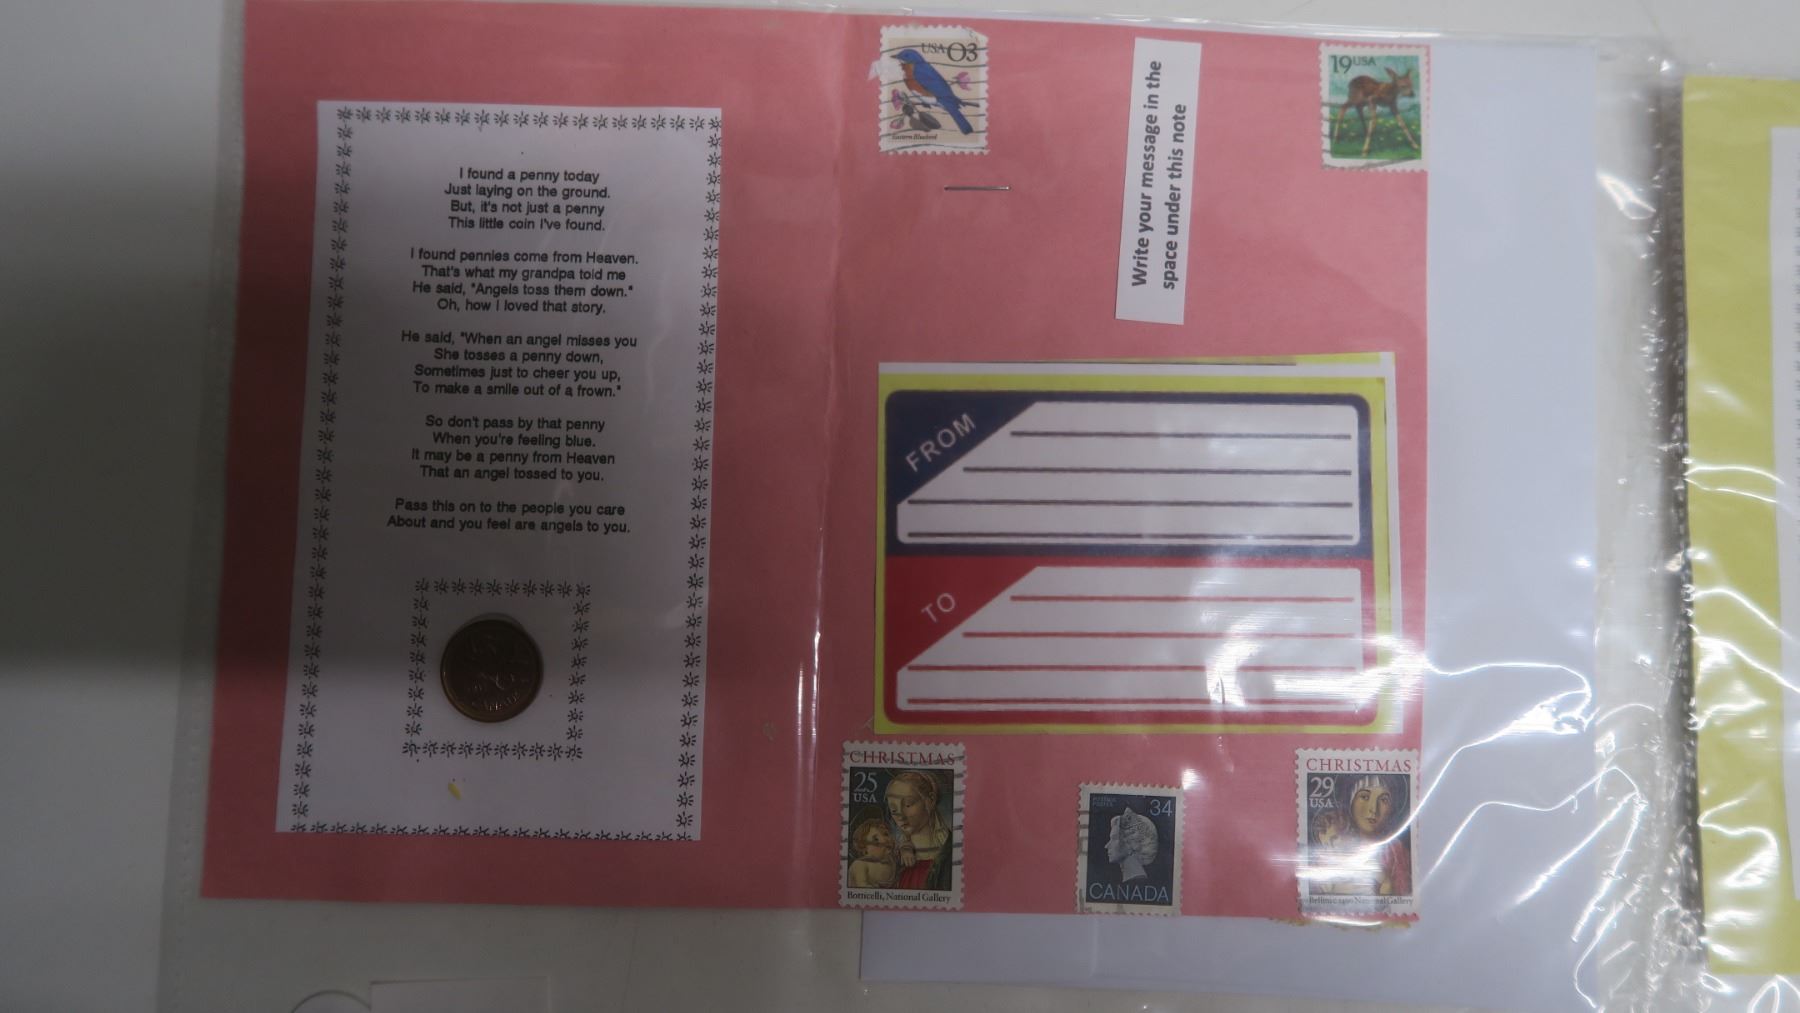 I found a penny today
Just laying on the ground.
But, it's not just a penny
This little coin I've found.
I found pennies come from Heaven.
That's what my grandpa told me
He said, "Angels toss them down."
Oh, how I loved that story.
He said, "When an angel misses you
She tosses a penny down,
Sometimes just to cheer you up,
To make a smile out of a frown."
So don't pass by that penny
When you're feeling blue.
It may be a penny from Heaven
That an angel tossed to you.
Pass this on to the people you care
About and you feel are angels to you.
CANADA
USA 03
Eastern Bluebird
Write your message in the
space under this note
19 USA
FROM
TO
CHRISTMAS
25
USA
Botticelli, National Gallery
34
CANADA
CHRISTMAS
29
USA
Bellini c.1490 National Gallery